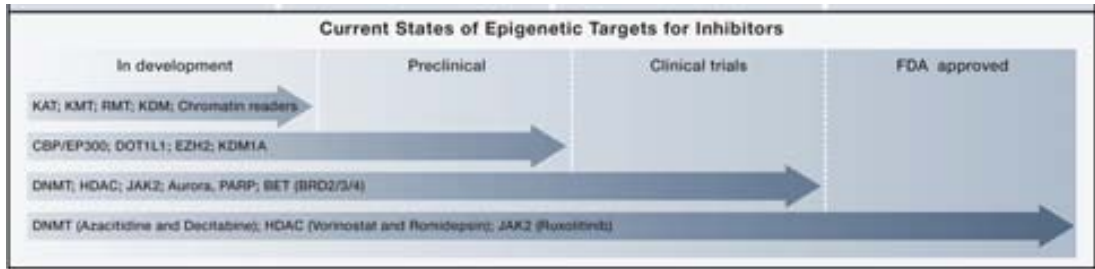 Current States of Epigenetic Targets for Inhibitors
In development Preclinical Clinical trials FDA approved
KAT; KMT; RMT; KDM; Chromatin readers
CBP/EP300; DOT1L1; EZH2; KDM1A
DNMT; HDAC; JAK2; Aurora, PARP; BET (BRD2/3/4)
DNMT (Azacitidine and Decitabine); HDAC (Vorinostat and Romidepsin); JAK2 (Ruxolitinib)